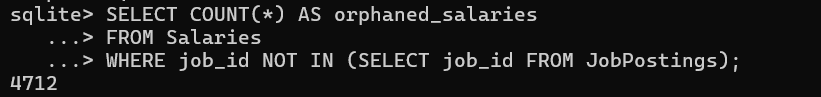 sqlite> SELECT COUNT(*) AS orphaned_salaries
   ...> FROM Salaries
   ...> WHERE job_id NOT IN (SELECT job_id FROM JobPostings);
4712